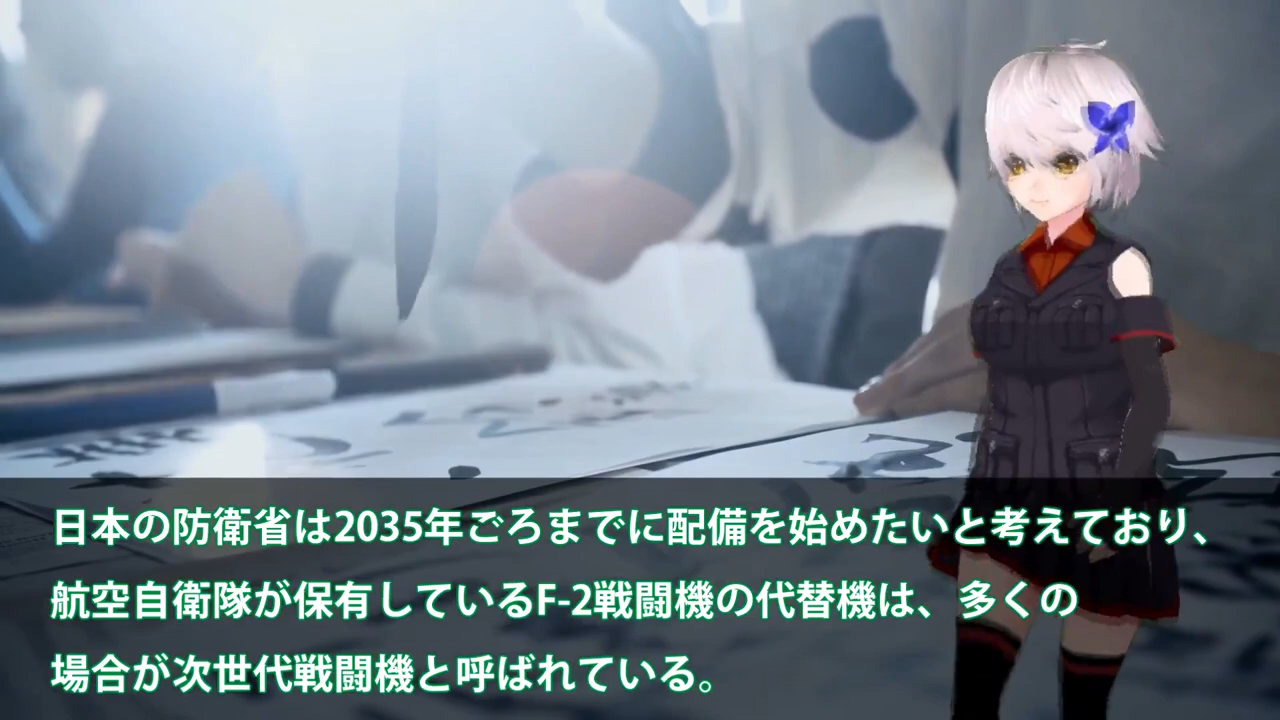 日本の防衛省は2035年ごろまでに配備を始めたいと考えており、
航空自衛隊が保有しているF-2戦闘機の代替機は、多くの
場合が次世代戦闘機と呼ばれている。